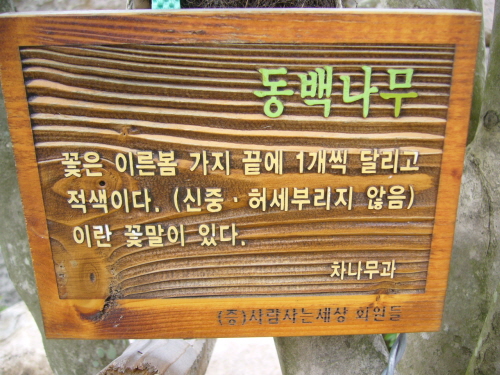 동백나무
꽃은 이른봄 가지 끝에 1개씩 달리고
적색이다. (신중·허세부리지 않음)
이란 꽃말이 있다.
차나무과
(증)사람사는세상 회원들